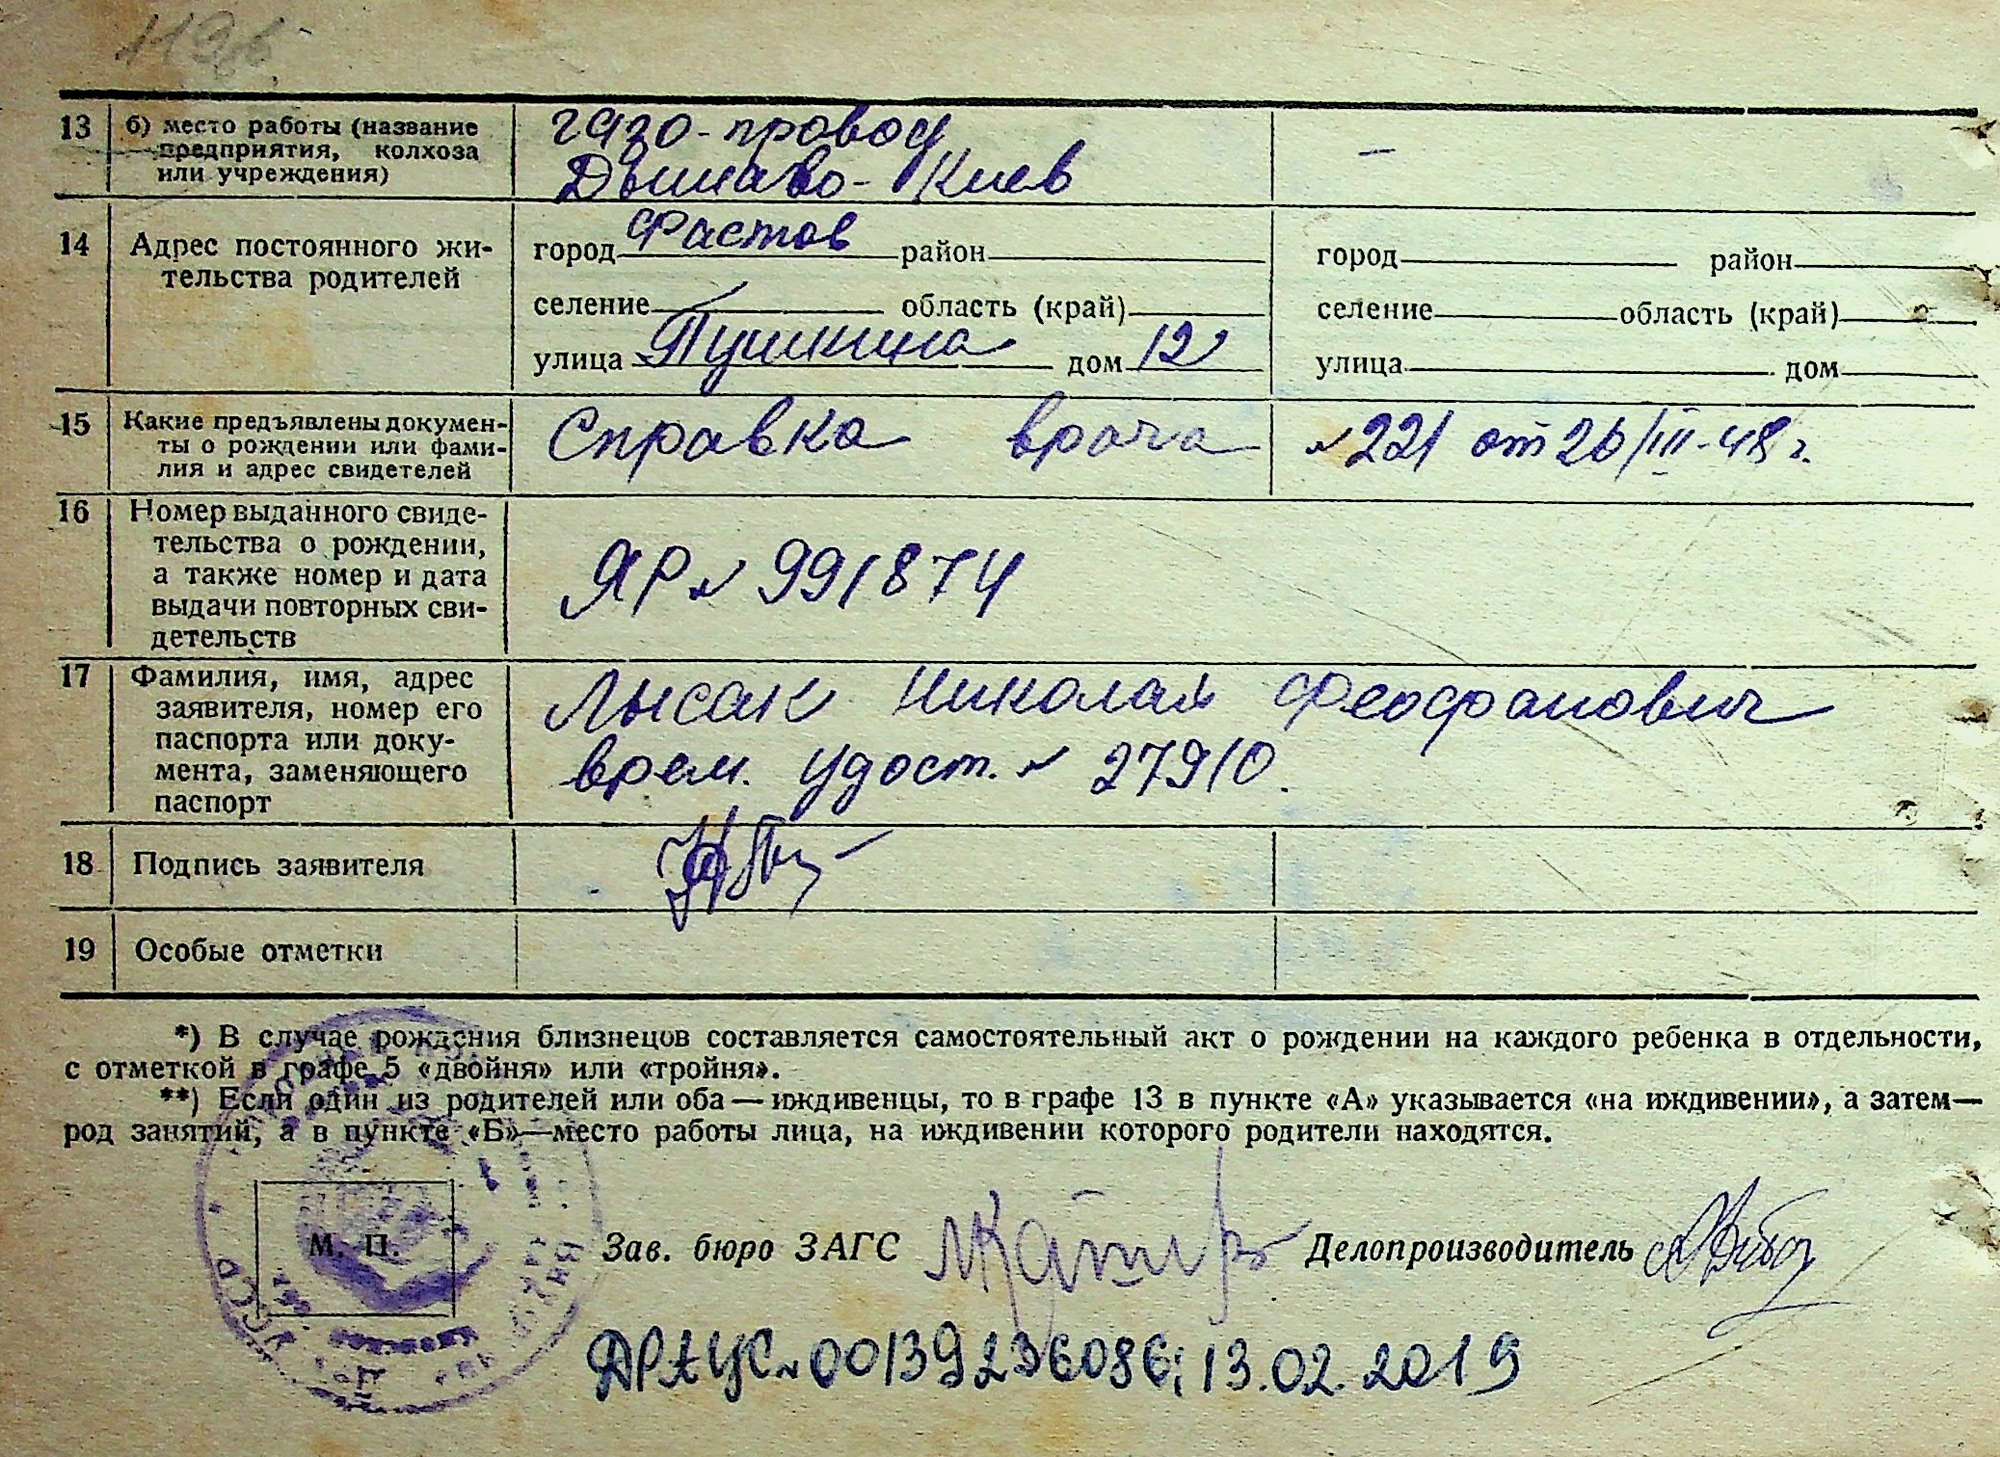 1196
13 б) место работы (название предприятия, колхоза или учреждения) газо-провод —
Дашаво-Киев
14 Адрес постоянного жительства родителей
город Фастов район город район
селение — область (край) селение область (край)
улица Пушкина дом 12 улица дом
15 Какие предъявлены документы о рождении или фамилия и адрес свидетелей Справка врача №221 от 26/III-48 г.
16 Номер выданного свидетельства о рождении, а также номер и дата выдачи повторных свидетельств ЯР № 991874
17 Фамилия, имя, адрес заявителя, номер его паспорта или документа, заменяющего паспорт Лысак Николай Феофанович
врем. удост. № 27910.
18 Подпись заявителя
19 Особые отметки
*) В случае рождения близнецов составляется самостоятельный акт о рождении на каждого ребенка в отдельности,
с отметкой в графе 5 «двойня» или «тройня».
**) Если один из родителей или оба — иждивенцы, то в графе 13 в пункте «А» указывается «на иждивении», а затем—
род занятий, а в пункте «Б»—место работы лица, на иждивении которого родители находятся.
М. П.
УССР
Зав. бюро ЗАГС Делопроизводитель
ДРАЦС№00139236086; 13.02.2019